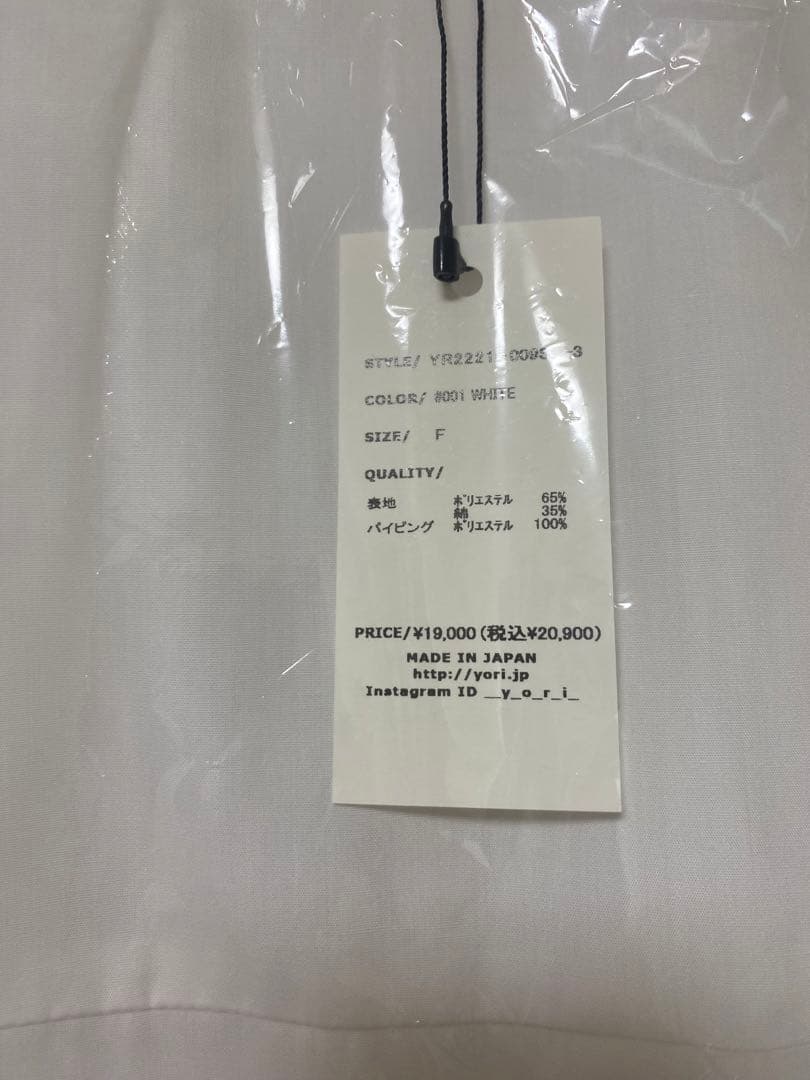 STYLE/
COLOR/ #001 WHITE
SIZE/ F
QUALITY/
表地 ポリエステル 65%
綿 35%
パイピング ポリエステル 100%
PRICE/¥19,000(税込¥20,900)
MADE IN JAPAN
http://yori.jp
Instagram ID __y_o_r_i_